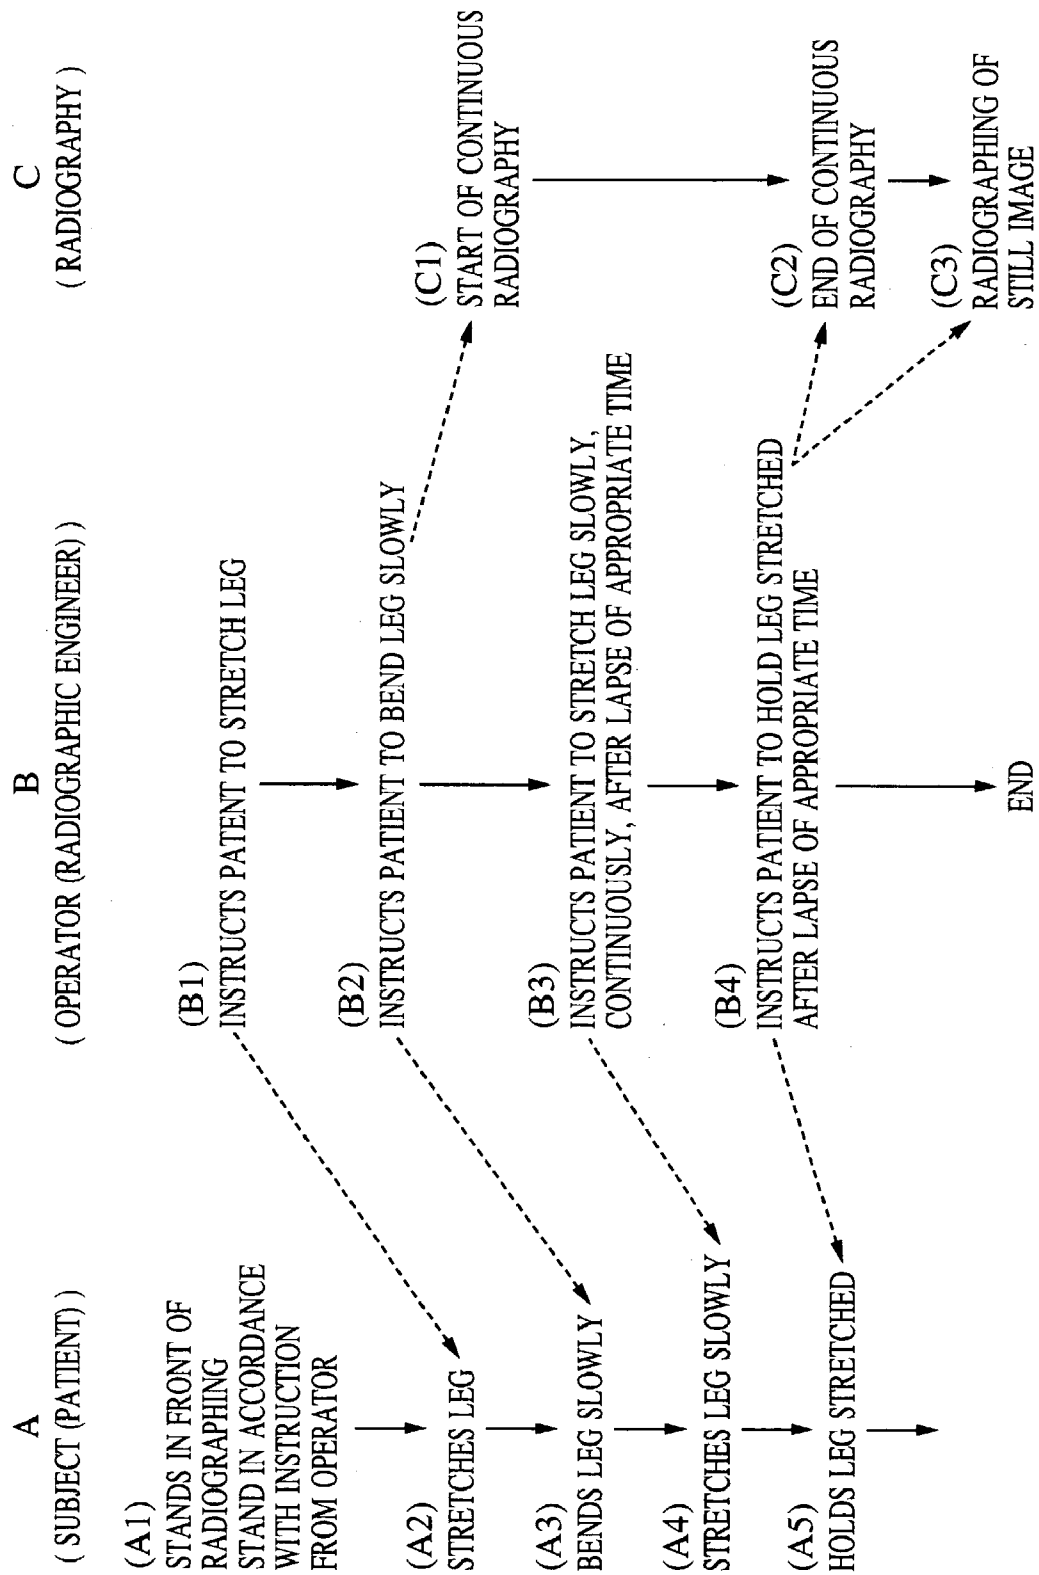 A
( SUBJECT (PATIENT) )
(A1)
STANDS IN FRONT OF
RADIOGRAPHING
STAND IN ACCORDANCE
WITH INSTRUCTION
FROM OPERATOR
(A2)
STRETCHES LEG
(A3)
BENDS LEG SLOWLY
(A4)
STRETCHES LEG SLOWLY
(A5)
HOLDS LEG STRETCHED
B
( OPERATOR (RADIOGRAPHIC ENGINEER) )
(B1)
INSTRUCTS PATENT TO STRETCH LEG
(B2)
INSTRUCTS PATIENT TO BEND LEG SLOWLY
(B3)
INSTRUCTS PATIENT TO STRETCH LEG SLOWLY,
CONTINUOUSLY, AFTER LAPSE OF APPROPRIATE TIME
(B4)
INSTRUCTS PATIENT TO HOLD LEG STRETCHED
AFTER LAPSE OF APPROPRIATE TIME
END
C
( RADIOGRAPHY )
(C1)
START OF CONTINUOUS
RADIOGRAPHY
(C2)
END OF CONTINUOUS
RADIOGRAPHY
(C3)
RADIOGRAPHING OF
STILL IMAGE